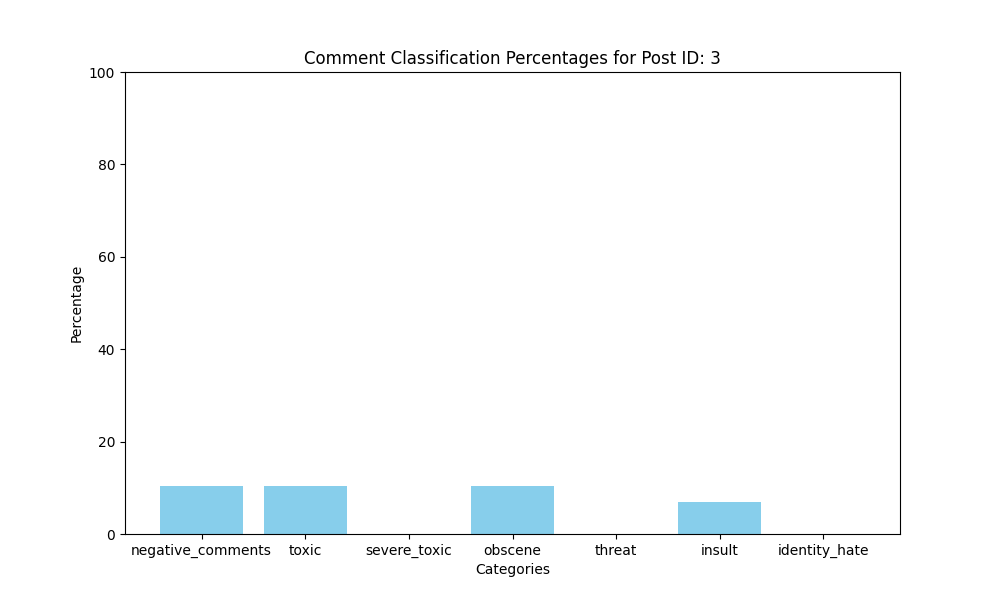 Comment Classification Percentages for Post ID: 3
100
80
60
40
20
0
Percentage
negative_comments toxic severe_toxic obscene threat insult identity_hate
Categories